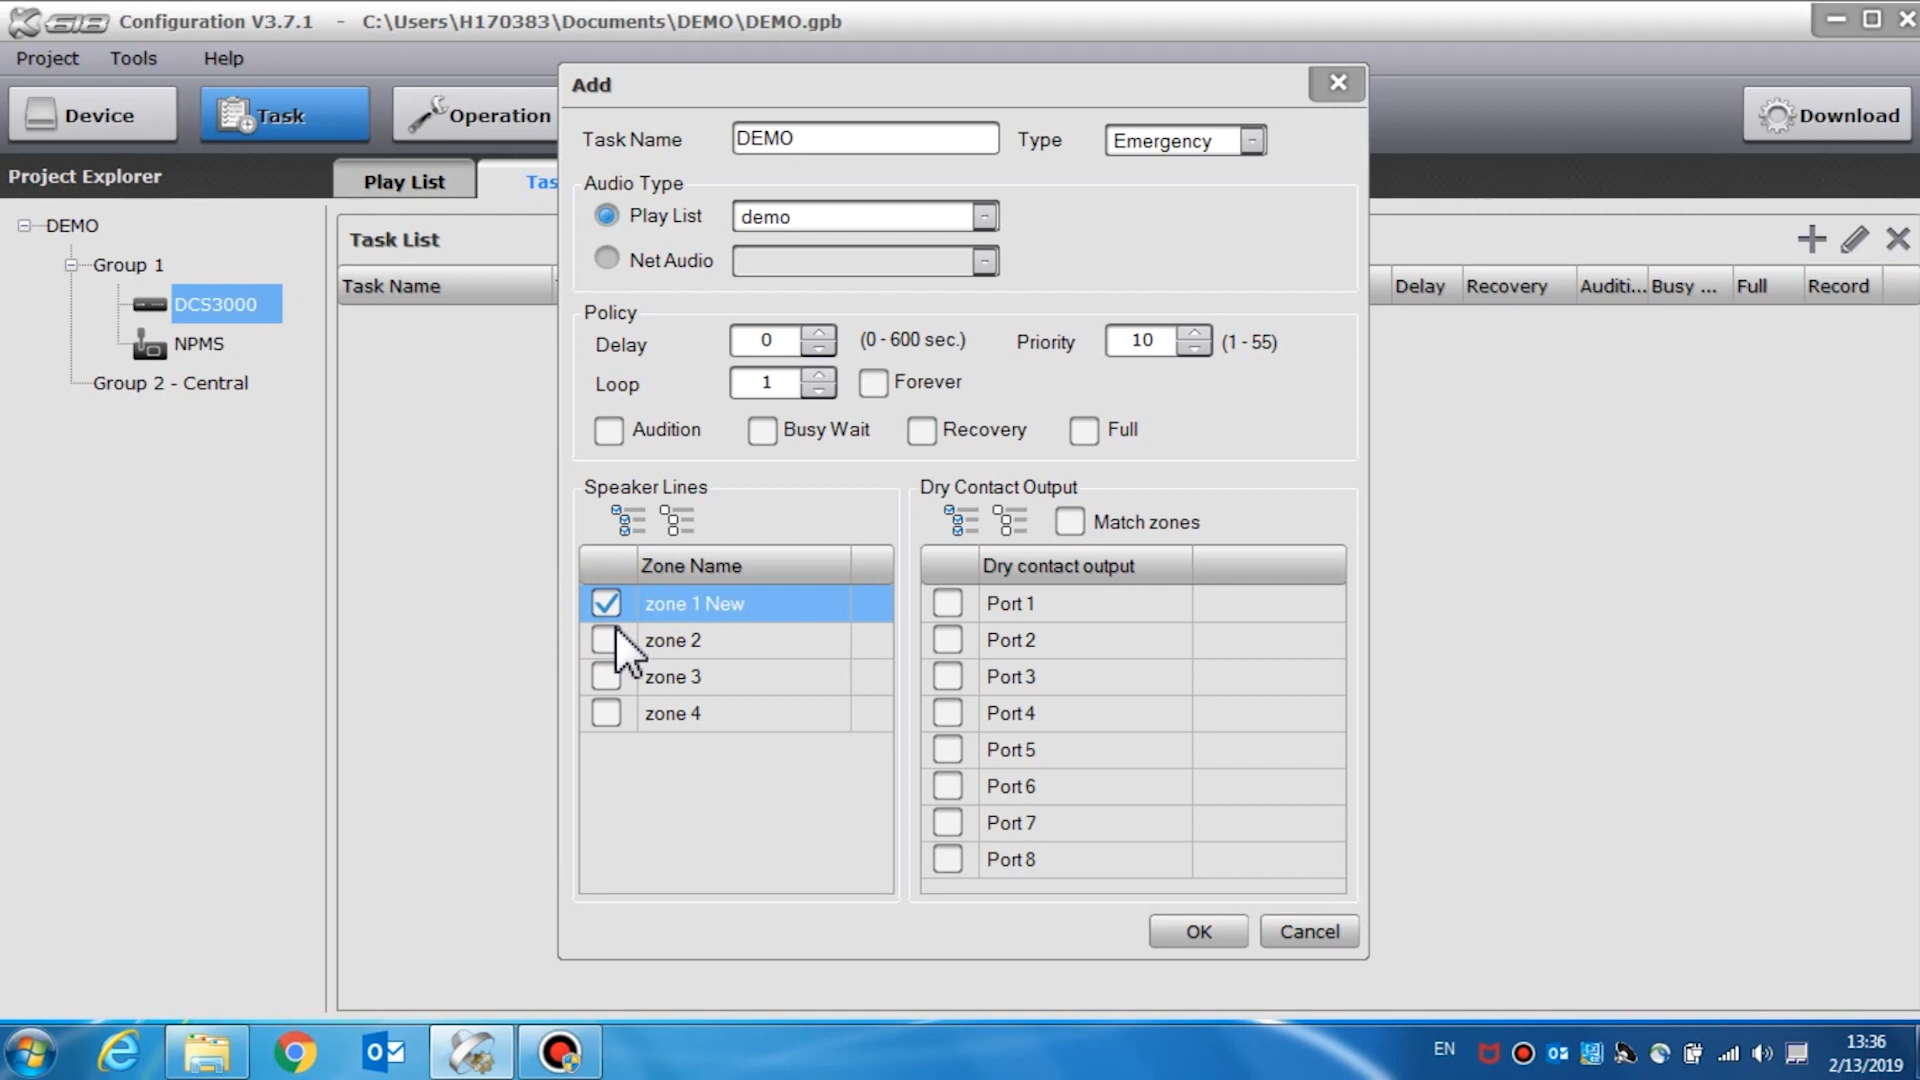 X-618 Configuration V3.7.1 - C:\Users\H170383\Documents\DEMO\DEMO.gpb
Project Tools Help
Device Task Operation Download
Project Explorer
DEMO
Group 1
DCS3000
NPMS
Group 2 - Central
Play List Tas
Task List
Task Name Delay Recovery Auditi... Busy ... Full Record
Add
Task Name DEMO Type Emergency
Audio Type
Play List demo
Net Audio
Policy
Delay 0 (0 - 600 sec.) Priority 10 (1 - 55)
Loop 1 Forever
Audition Busy Wait Recovery Full
Speaker Lines
Zone Name
zone 1 New
zone 2
zone 3
zone 4
Dry Contact Output
Match zones
Dry contact output
Port 1
Port 2
Port 3
Port 4
Port 5
Port 6
Port 7
Port 8
OK Cancel
EN
13:36
2/13/2019